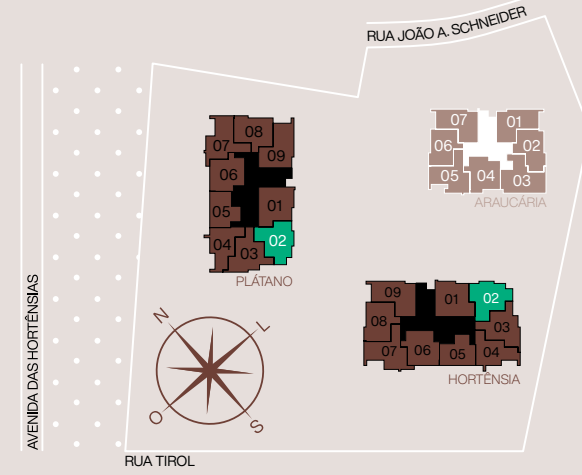 RUA JOÃO A. SCHNEIDER
07
01
06
02
05
04
03
ARAUCÁRIA
08
07
09
06
05
01
04
03
02
PLÁTANO
09
01
02
08
03
07
06
05
04
HORTÊNSIA
N
L
O
S
AVENIDA DAS HORTÊNSIAS
RUA TIROL